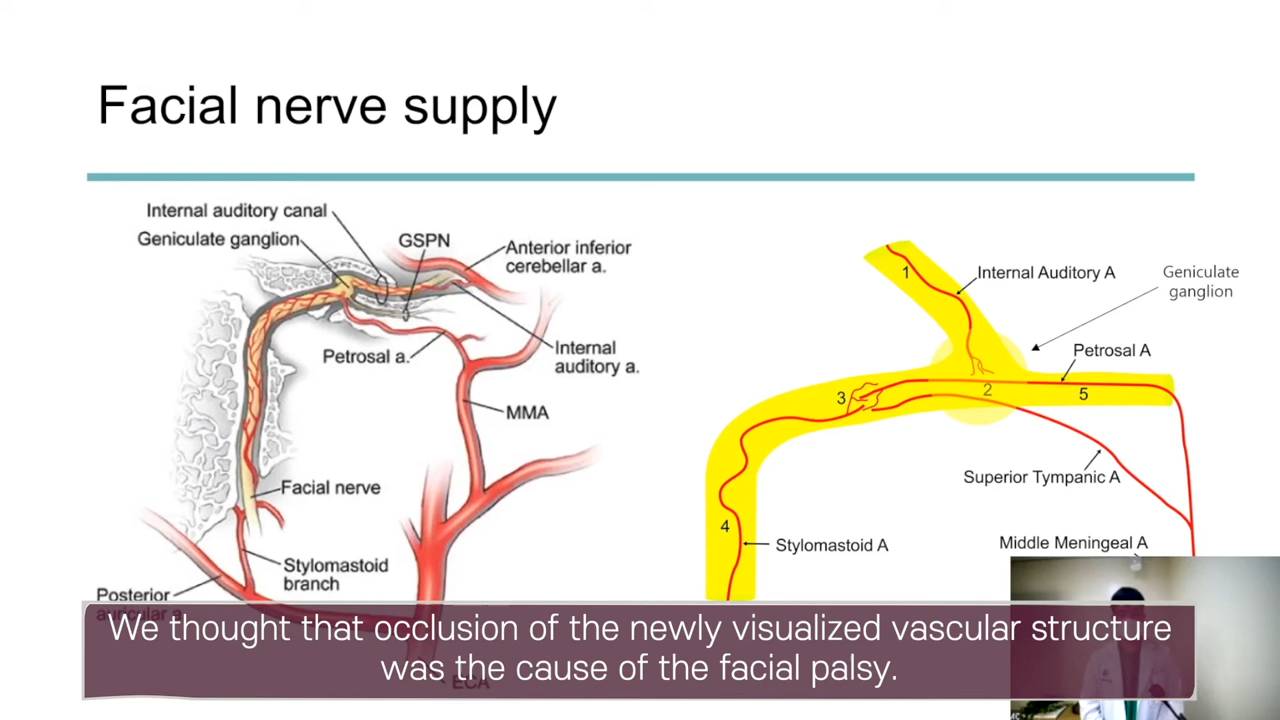 Facial nerve supply
Internal auditory canal
Geniculate ganglion
GSPN
Anterior inferior
cerebellar a.
Petrosal a.
Internal
auditory a.
MMA
Facial nerve
Stylomastoid
branch
Posterior
auricular a.
ECA
1
Internal Auditory A
Geniculate
ganglion
Petrosal A
2
3
5
Superior Tympanic A
4
Stylomastoid A
Middle Meningeal A
We thought that occlusion of the newly visualized vascular structure
was the cause of the facial palsy.